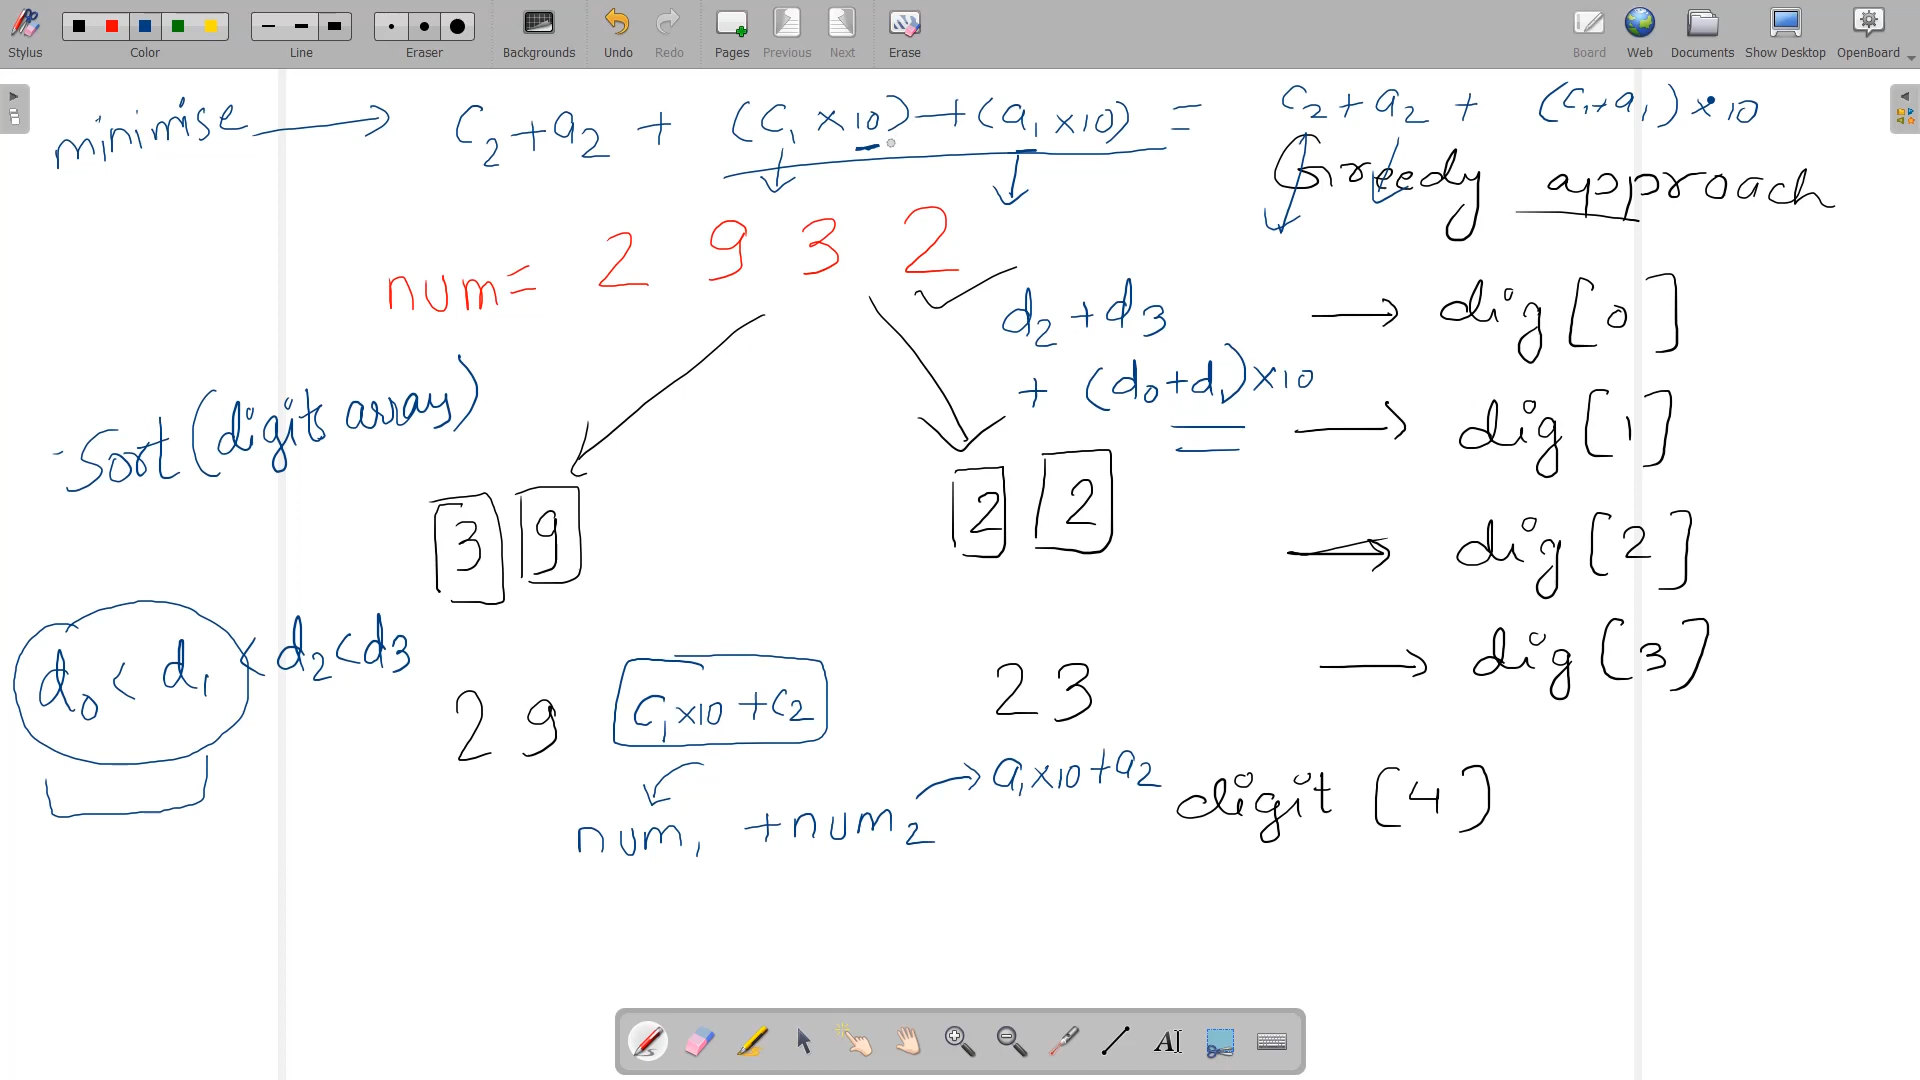 Stylus Color Line Eraser Backgrounds Undo Redo Pages Previous Next Erase Board Web Documents Show Desktop OpenBoard
minimise → C₂+a₂ + (C₁×10)+(a₁×10) = C₂+a₂ + (C₁+a₁)×10
Greedy approach
num= 2 9 3 2
d₂+d₃
+ (d₀+d₁)×10
→ dig[0]
→ dig[1]
→ dig[2]
→ dig[3]
Sort(digits array)
3 9
2 2
d₀<d₁<d₂<d3
2 9
C₁×10+C₂
2 3
num₁ +num₂ → a₁×10+a₂
digit [4]